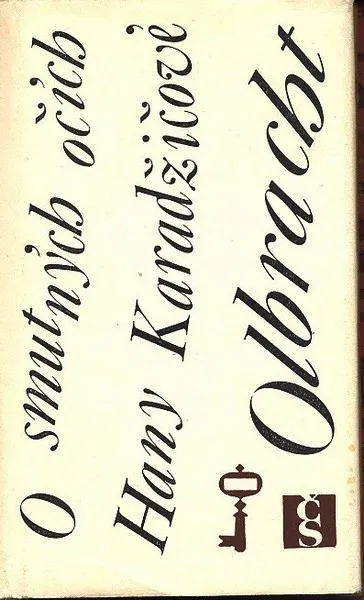 O smutných očích
Hany Karadžičové
Olbracht
ČS